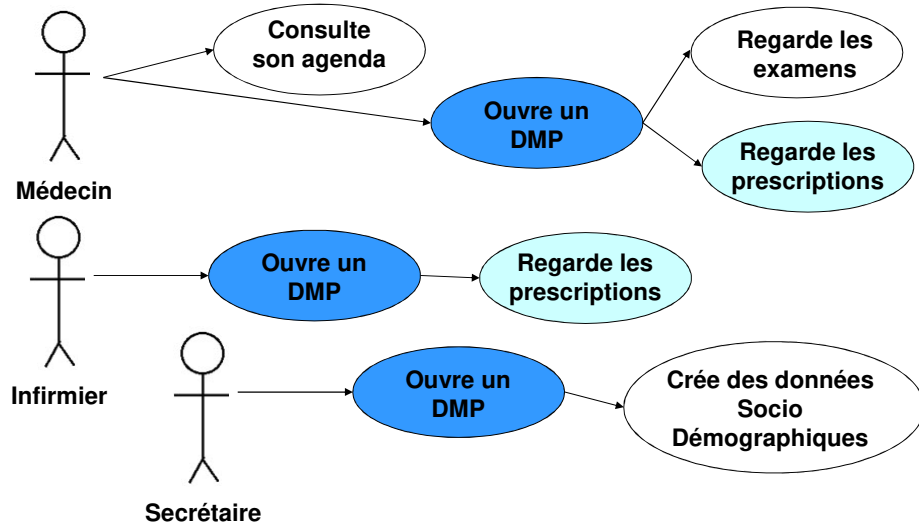 Consulte
son agenda
Regarde les
examens
Ouvre un
DMP
Regarde les
prescriptions
Médecin
Ouvre un
DMP
Regarde les
prescriptions
Infirmier
Ouvre un
DMP
Crée des données
Socio
Démographiques
Secrétaire